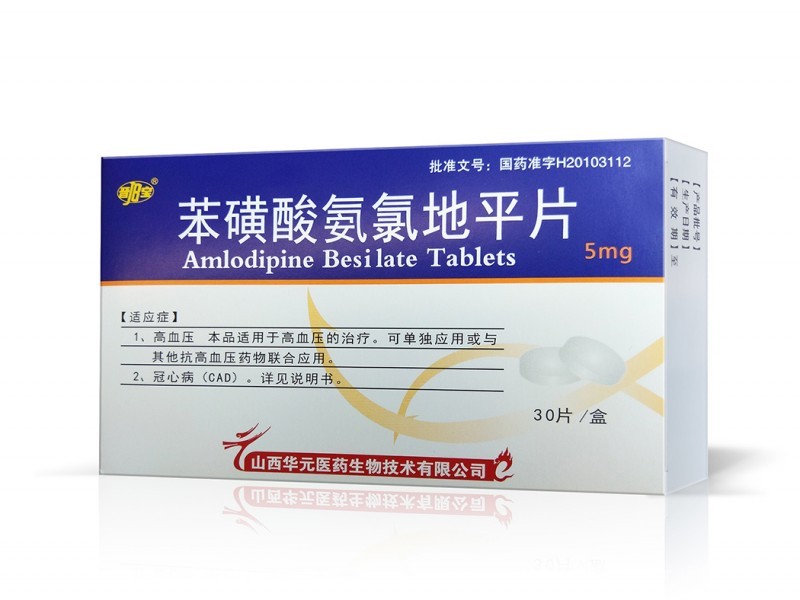 批准文号：国药准字H20103112
苯磺酸氨氯地平片
Amlodipine Besilate Tablets
5mg
【适应症】
1、高血压 本品适用于高血压的治疗。可单独应用或与
其他抗高血压药物联合应用。
2、冠心病（CAD）。详见说明书。
30片/盒
山西华元医药生物技术有限公司
【产品批号】
【生产日期】
【有效期】至